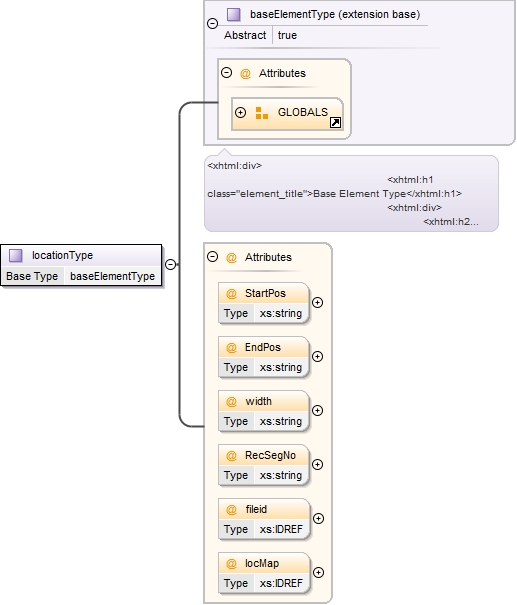 baseElementType (extension base)
Abstract true
@ Attributes
GLOBALS
<xhtml:div>
<xhtml:h1
class="element_title">Base Element Type</xhtml:h1>
<xhtml:div>
<xhtml:h2...
locationType
Base Type baseElementType
@ Attributes
@ StartPos
Type xs:string
@ EndPos
Type xs:string
@ width
Type xs:string
@ RecSegNo
Type xs:string
@ fileid
Type xs:IDREF
@ locMap
Type xs:IDREF